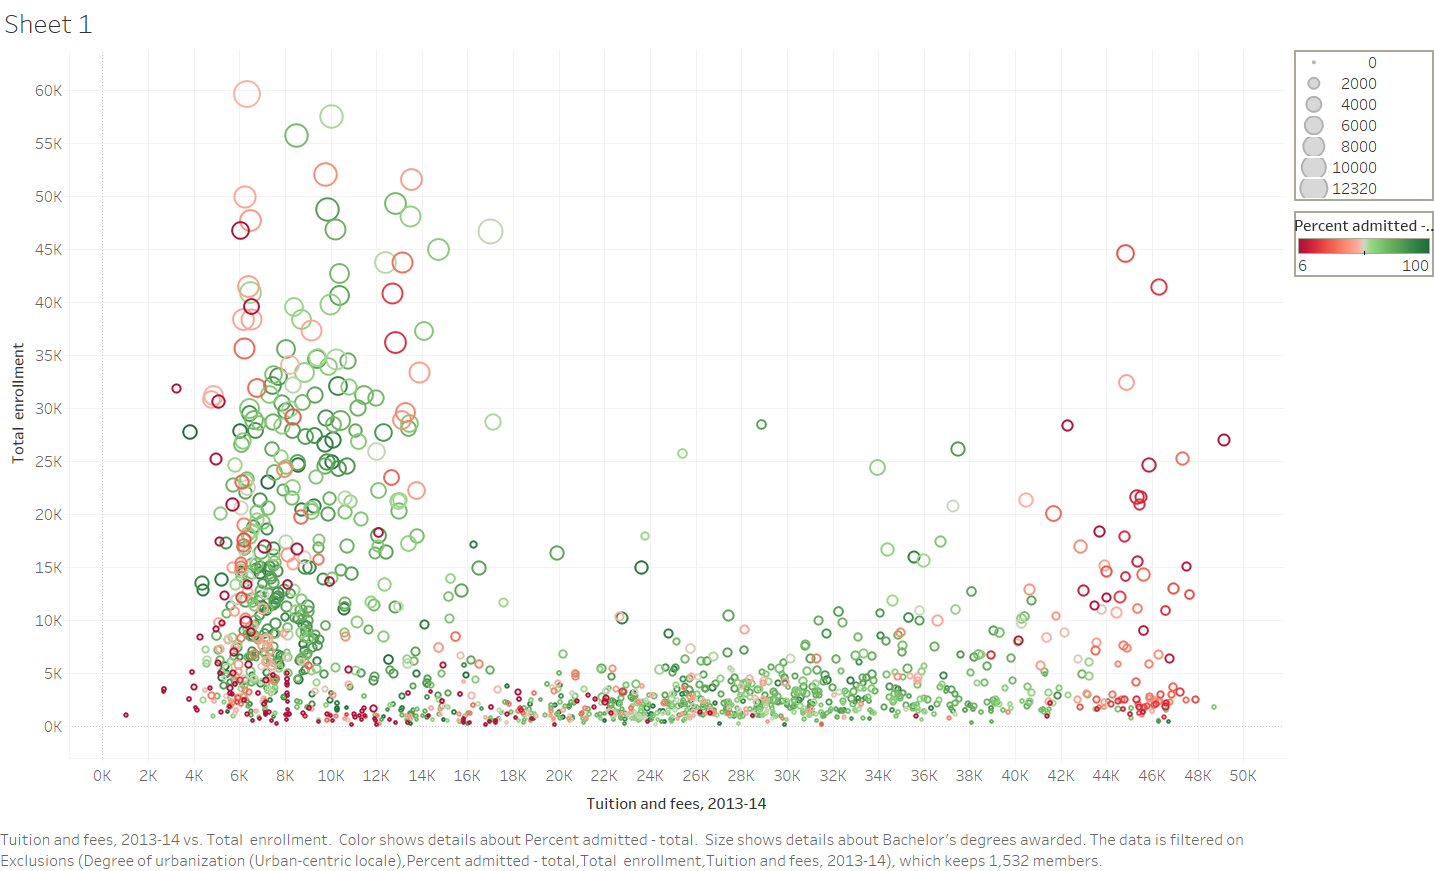 Sheet 1
60K
55K
50K
45K
40K
35K
30K
25K
20K
15K
10K
5K
0K
Total enrollment
0K 2K 4K 6K 8K 10K 12K 14K 16K 18K 20K 22K 24K 26K 28K 30K 32K 34K 36K 38K 40K 42K 44K 46K 48K 50K
Tuition and fees, 2013-14
0
2000
4000
6000
8000
10000
12320
Percent admitted -..
6 100
Tuition and fees, 2013-14 vs. Total  enrollment.  Color shows details about Percent admitted - total.  Size shows details about Bachelor's degrees awarded. The data is filtered on
Exclusions (Degree of urbanization (Urban-centric locale),Percent admitted - total,Total  enrollment,Tuition and fees, 2013-14), which keeps 1,532 members.